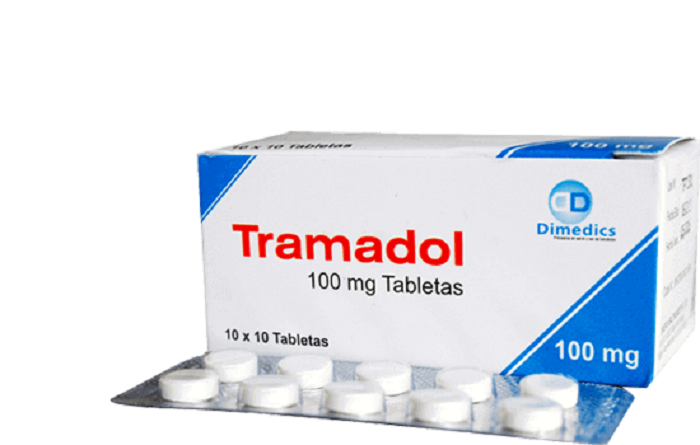 10 x 10 Tabletas
100 mg
Dimedics
Tramadol
100 mg Tabletas
10 x 10 Tabletas
100 mg